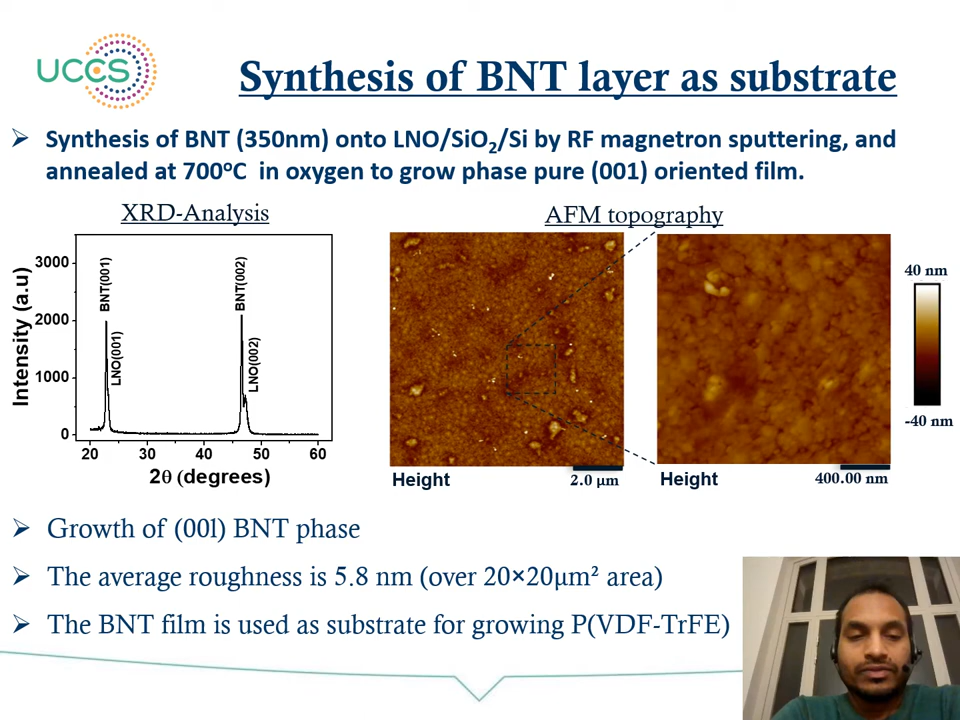 UCCS
Synthesis of BNT layer as substrate
➢ Synthesis of BNT (350nm) onto LNO/SiO₂/Si by RF magnetron sputtering, and
annealed at 700ºC in oxygen to grow phase pure (001) oriented film.
XRD-Analysis
AFM topography
Intensity (a.u)
3000
2000
1000
0
BNT(001)
LNO(001)
BNT(002)
LNO(002)
20 30 40 50 60
2θ (degrees)
40 nm
-40 nm
Height
2.0 µm
Height
400.00 nm
➢ Growth of (00l) BNT phase
➢ The average roughness is 5.8 nm (over 20×20µm² area)
➢ The BNT film is used as substrate for growing P(VDF-TrFE)